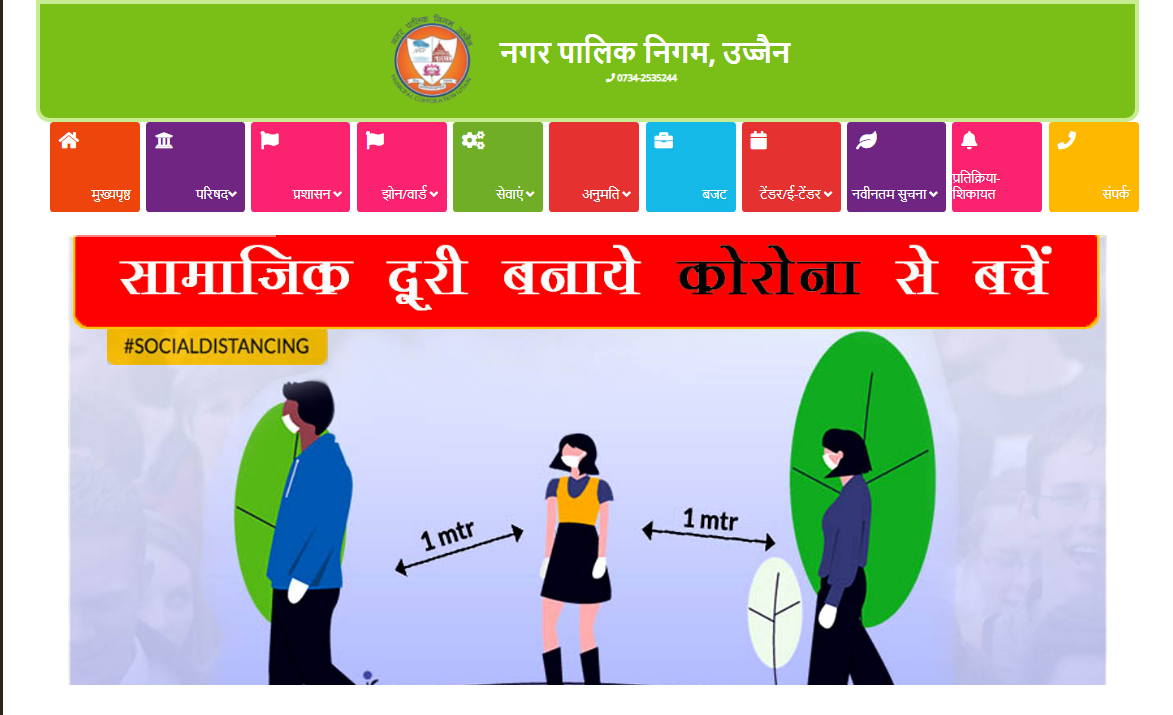 नगर पालिक निगम, उज्जैन
0734-2535244
मुख्यपृष्ठ
परिषद
प्रशासन
झोन/वार्ड
सेवाएं
अनुमति
बजट
टेंडर/ई-टेंडर
नवीनतम सुचना
प्रतिक्रिया-
शिकायत
संपर्क
सामाजिक दूरी बनाये कोरोना से बचें
#SOCIALDISTANCING
1 mtr
1 mtr